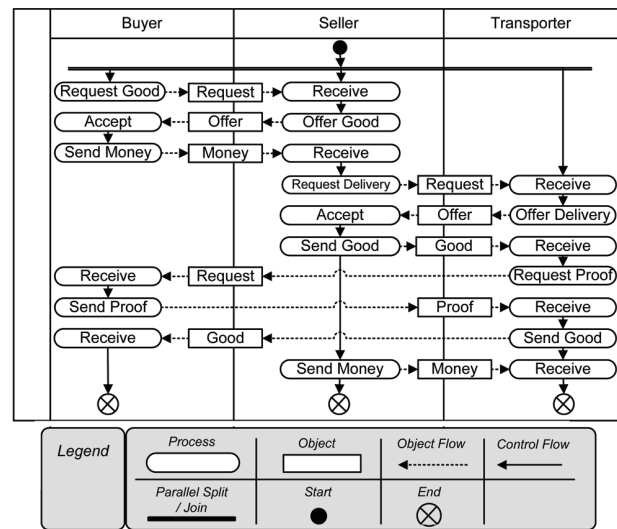 Buyer Seller Transporter
Request Good Request Receive
Accept Offer Offer Good
Send Money Money Receive
Request Delivery Request Receive
Accept Offer Offer Delivery
Send Good Good Receive
Receive Request Request Proof
Send Proof Proof Receive
Receive Good Send Good
Send Money Money Receive
Legend Process Object Object Flow Control Flow
Parallel Split Start End
/ Join